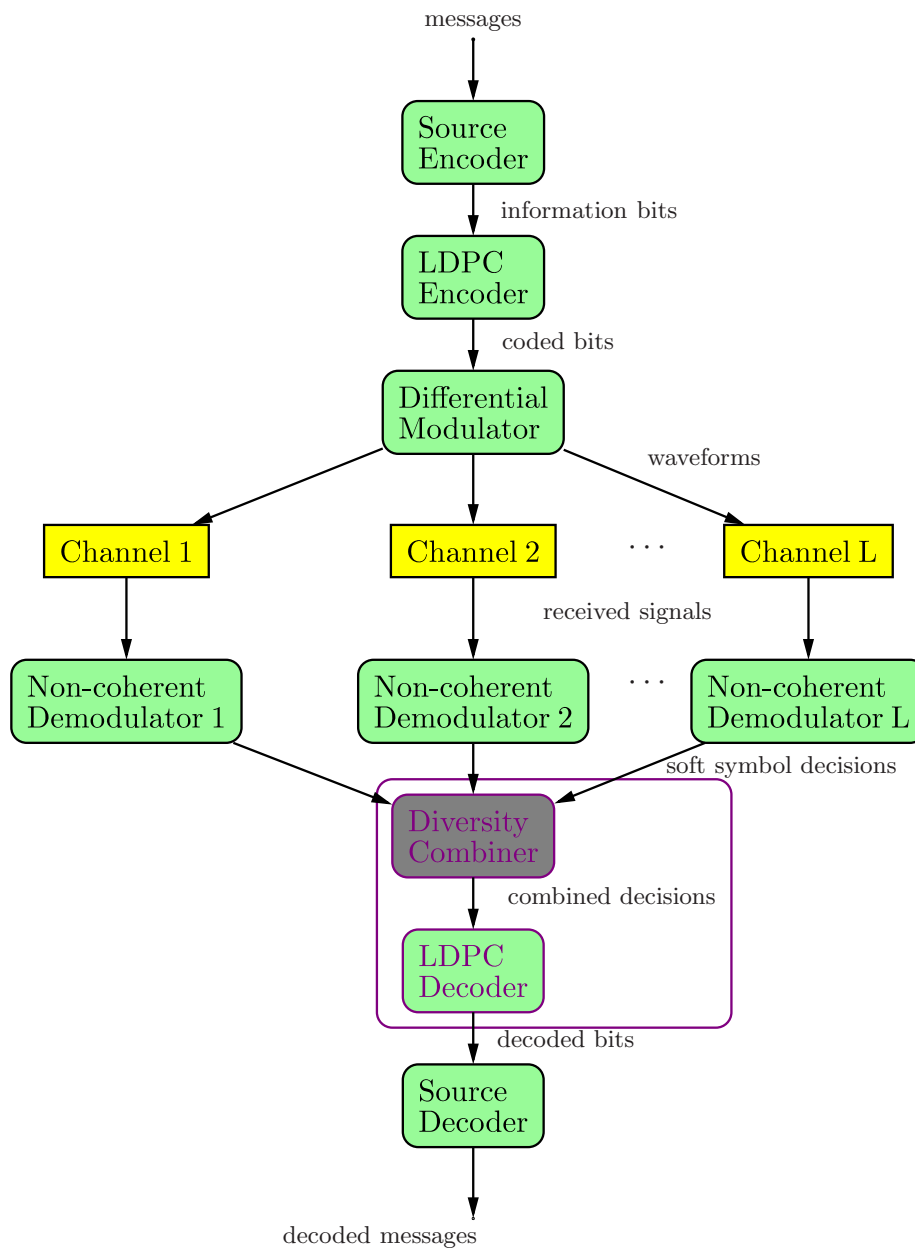 messages
Source
Encoder
information bits
LDPC
Encoder
coded bits
Differential
Modulator
waveforms
Channel 1
Channel 2
. . .
Channel L
received signals
Non-coherent
Demodulator 1
Non-coherent
Demodulator 2
. . .
Non-coherent
Demodulator L
soft symbol decisions
Diversity
Combiner
combined decisions
LDPC
Decoder
decoded bits
Source
Decoder
decoded messages